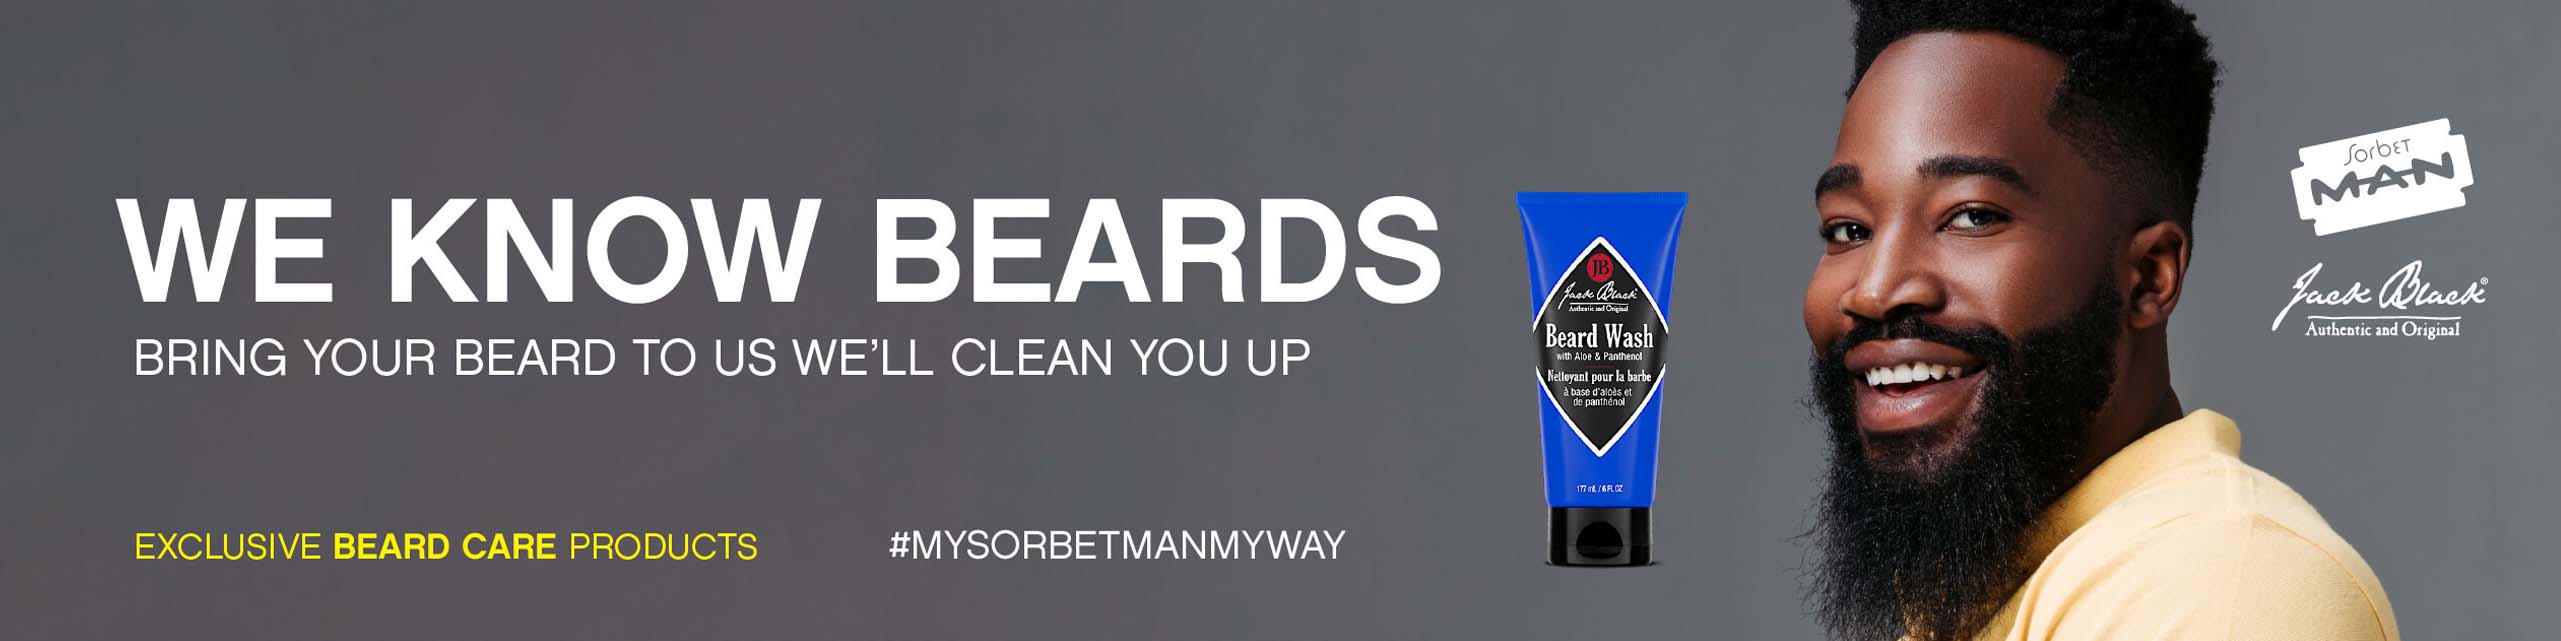 WE KNOW BEARDS
BRING YOUR BEARD TO US WE'LL CLEAN YOU UP
EXCLUSIVE BEARD CARE PRODUCTS
#MYSORBETMANMYWAY
JB
Jack Black
Authentic and Original
Beard Wash
with Aloe & Panthenol
Nettoyant pour la barbe
à base d'aloès et
de panthénol
177 mL / 6 FL OZ
Sorbet
MAN
Jack Black®
Authentic and Original